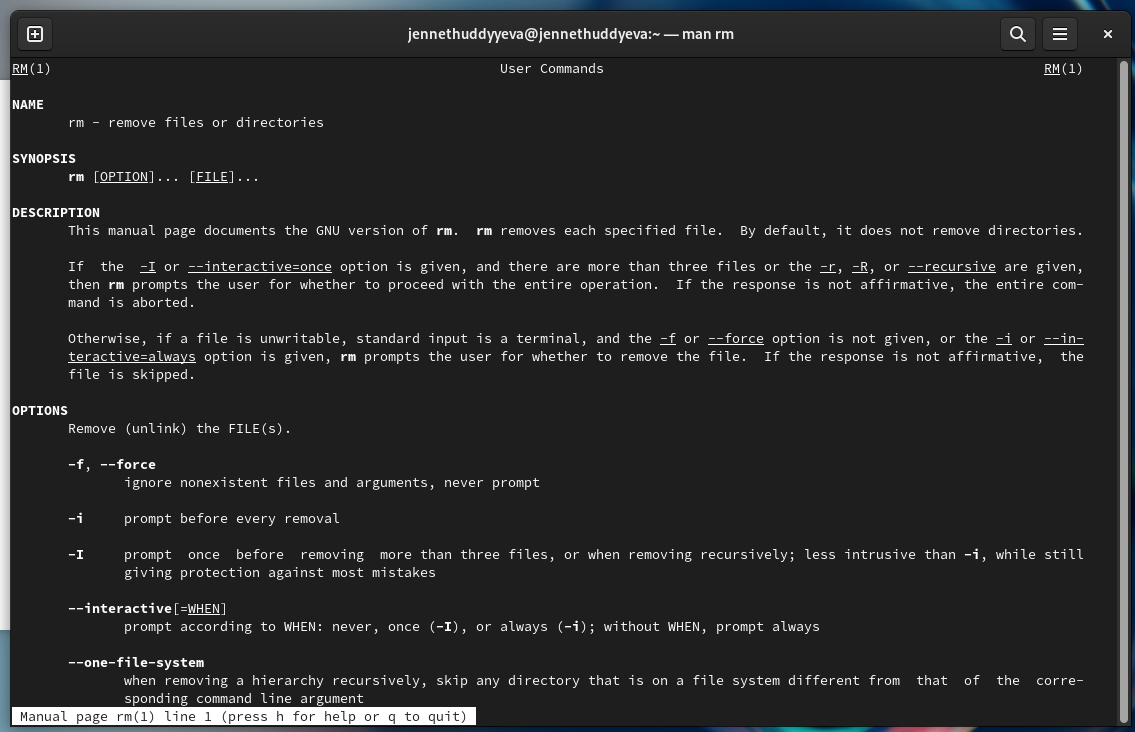 jennethuddyyeva@jennethuddyeva:~ — man rm
RM(1) User Commands RM(1)
NAME
rm - remove files or directories
SYNOPSIS
rm [OPTION]... [FILE]...
DESCRIPTION
This manual page documents the GNU version of rm.  rm removes each specified file.  By default, it does not remove directories.
If  the  -I or --interactive=once option is given, and there are more than three files or the -r, -R, or --recursive are given,
then rm prompts the user for whether to proceed with the entire operation.  If the response is not affirmative, the entire com‐
mand is aborted.
Otherwise, if a file is unwritable, standard input is a terminal, and the -f or --force option is not given, or the -i or --in‐
teractive=always option is given, rm prompts the user for whether to remove the file.  If the response is not affirmative,  the
file is skipped.
OPTIONS
Remove (unlink) the FILE(s).
-f, --force
ignore nonexistent files and arguments, never prompt
-i     prompt before every removal
-I     prompt  once  before  removing  more than three files, or when removing recursively; less intrusive than -i, while still
giving protection against most mistakes
--interactive[=WHEN]
prompt according to WHEN: never, once (-I), or always (-i); without WHEN, prompt always
--one-file-system
when removing a hierarchy recursively, skip any directory that is on a file system different from  that  of  the  corre‐
sponding command line argument
Manual page rm(1) line 1 (press h for help or q to quit)